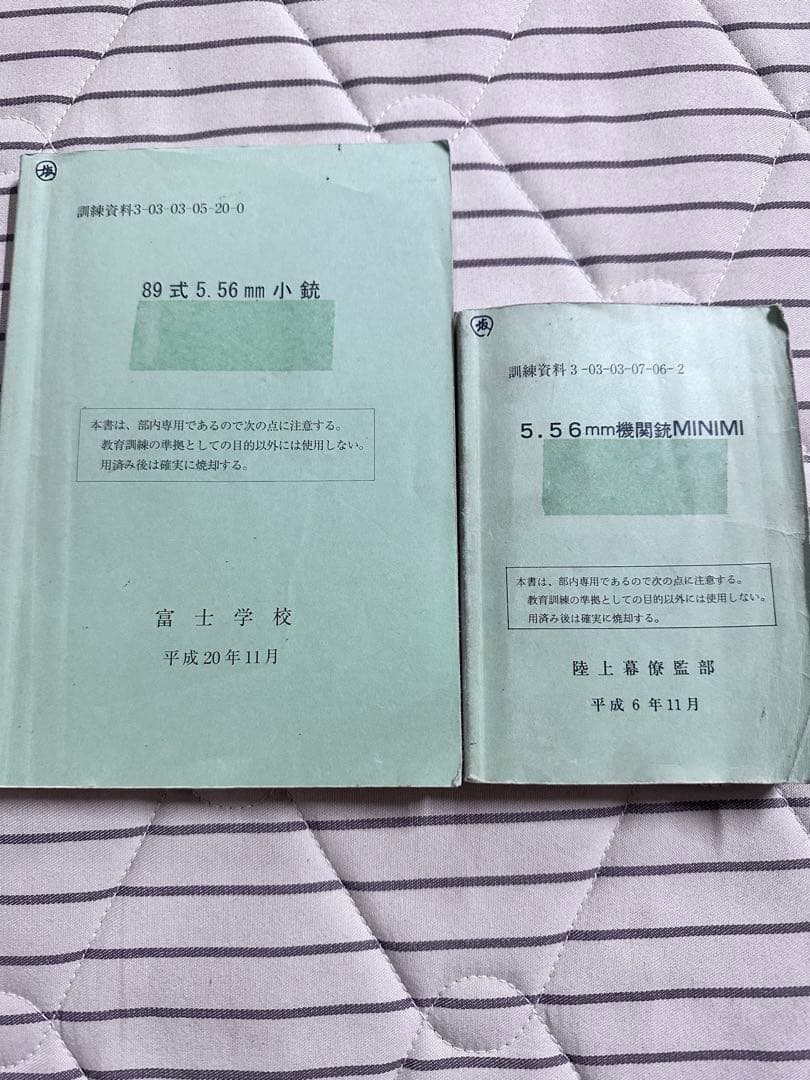 坂
訓練資料3-03-03-05-20-0
89式5.56mm小銃
本書は、部内専用であるので次の点に注意する。
教育訓練の準拠としての目的以外には使用しない。
用済み後は確実に焼却する。
富士学校
平成20年11月
坂
訓練資料3-03-03-07-06-2
5.56mm機関銃MINIMI
本書は、部内専用であるので次の点に注意する。
教育訓練の準拠としての目的以外には使用しない。
用済み後は確実に焼却する。
陸上幕僚監部
平成6年11月